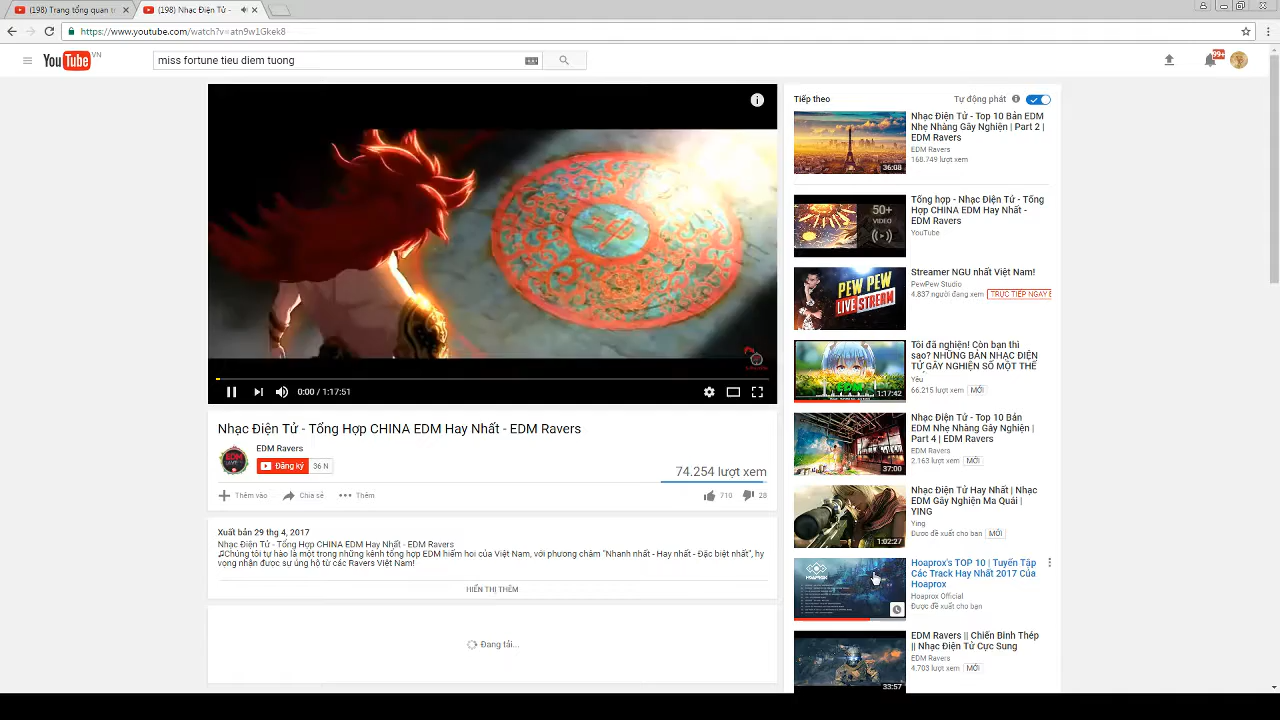 (198) Trang tổng quan t
(198) Nhạc Điện Tử -
https://www.youtube.com/watch?v=atn9w1Gkek8
YouTube VN
miss fortune tieu diem tuong
99+
0:00 / 1:17:51
Nhạc Điện Tử - Tổng Hợp CHINA EDM Hay Nhất - EDM Ravers
EDM Ravers
Đăng ký 36 N
74.254 lượt xem
Thêm vào Chia sẻ Thêm
710 28
Xuất bản 29 thg 4, 2017
Nhạc Điện Tử - Tổng Hợp CHINA EDM Hay Nhất - EDM Ravers
♫Chúng tôi tự hào là một trong những kênh tổng hợp EDM hiếm hoi của Việt Nam, với phương châm "Nhanh nhất - Hay nhất - Đặc biệt nhất", hy
vọng nhận được sự ủng hộ từ các Ravers Việt Nam!
HIỂN THỊ THÊM
Đang tải...
Tiếp theo
Tự động phát
Nhạc Điện Tử - Top 10 Bản EDM
Nhẹ Nhàng Gây Nghiện | Part 2 |
EDM Ravers
EDM Ravers
160.749 lượt xem
36:08
Tổng hợp - Nhạc Điện Tử - Tổng
Hợp CHINA EDM Hay Nhất -
EDM Ravers
YouTube
50+
VIDEO
Streamer NGU nhất Việt Nam!
PewPew Studio
4.837 người đang xem TRỰC TIẾP NGAY B
PEW PEW
LIVE STREAM
Tôi đã nghiện! Còn bạn thì
sao? NHỮNG BẢN NHẠC ĐIỆN
TỬ GÂY NGHIỆN SỐ MỘT THẾ
Yêu
66.215 lượt xem MỚI
EDM
1:17:42
Nhạc Điện Tử - Top 10 Bản
EDM Nhẹ Nhàng Gây Nghiện |
Part 4 | EDM Ravers
EDM Ravers
2.163 lượt xem MỚI
37:00
Nhạc Điện Tử Hay Nhất | Nhạc
EDM Gây Nghiện Ma Quái |
YING
Ying
Được đề xuất cho bạn MỚI
1:02:27
Hoaprox's TOP 10 | Tuyển Tập
Các Track Hay Nhất 2017 Của
Hoaprox
Hoaprox Official
Được đề xuất cho bạn
HOAPROX
EDM Ravers || Chiến Binh Thép
|| Nhạc Điện Tử Cực Sung
EDM Ravers
4.703 lượt xem MỚI
33:57